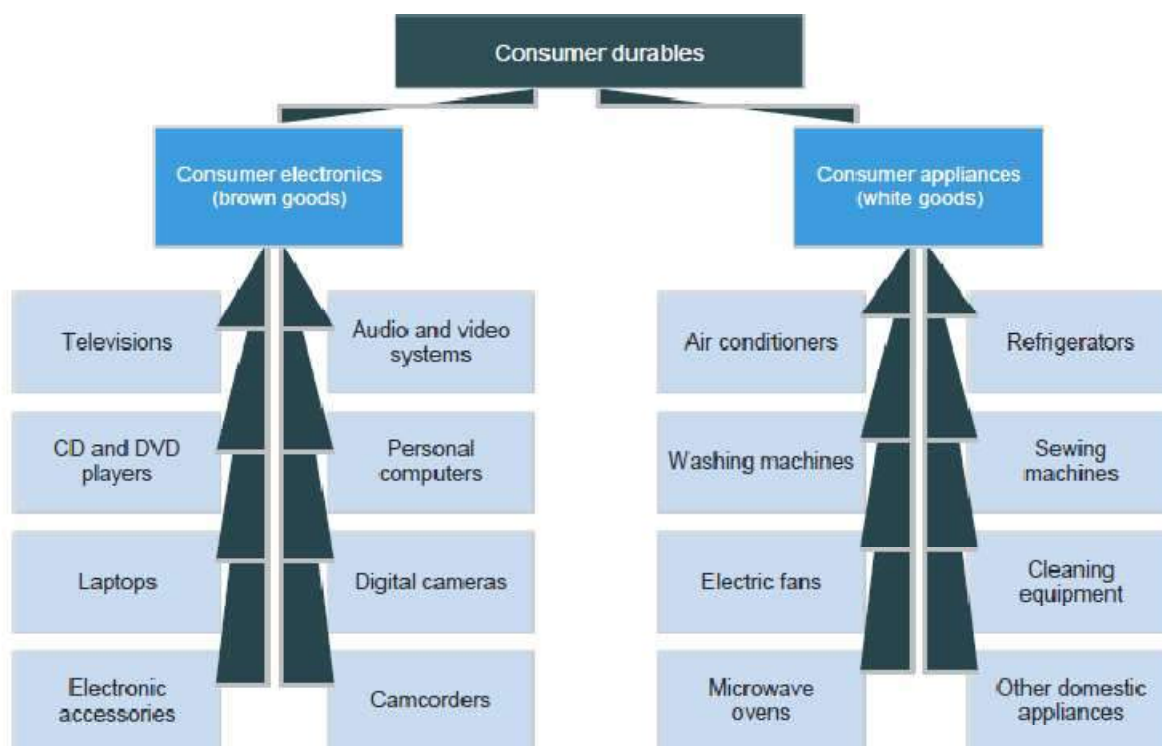 Consumer durables
Consumer electronics
(brown goods)
Consumer appliances
(white goods)
Televisions
Audio and video
systems
Air conditioners
Refrigerators
CD and DVD
players
Personal
computers
Washing machines
Sewing
machines
Laptops
Digital cameras
Electric fans
Cleaning
equipment
Electronic
accessories
Camcorders
Microwave
ovens
Other domestic
appliances